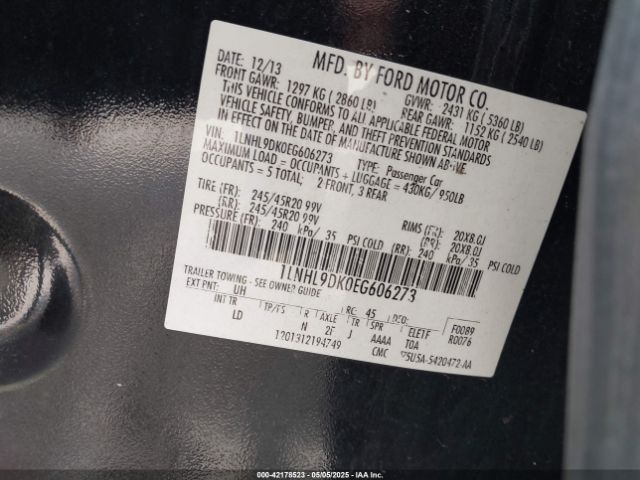 MFD. BY FORD MOTOR CO.
DATE: 12/13 GVWR: 2431 KG ( 5360 LB)
FRONT GAWR: 1297 KG ( 2860 LB) REAR GAWR: 1152 KG ( 2540 LB)
THIS VEHICLE CONFORMS TO ALL APPLICABLE FEDERAL MOTOR
VEHICLE SAFETY, BUMPER, AND THEFT PREVENTION STANDARDS
IN EFFECT ON THE DATE OF MANUFACTURE SHOWN ABOVE.
VIN: 1LNHL9DK0EG606273 TYPE: Passenger Car
MAXIMUM LOAD = OCCUPANTS + LUGGAGE = 430KG/ 950LB
OCCUPANTS = 5 TOTAL; 2-FRONT, 3 REAR
TIRE (FR): 245/45R20 99V RIMS (FR): 20X8.0J
(RR): 245/45R20 99V (RR): 20X8.0J
PRESSURE (FR): 240 kPa/ 35 PSI COLD (RR): 240 kPa/35 PSI COLD
1LNHL9DK0EG606273
TRAILER TOWING - SEE OWNER GUIDE
EXT PNT: UH RC: 45 DSO: F0089
INT TR TP/PS R AXLE TR SPR R0076
LD N 2F J AAAA TOA
1201312194749 CMC
000-42178523 - 05/05/2025 - IAAI Inc.